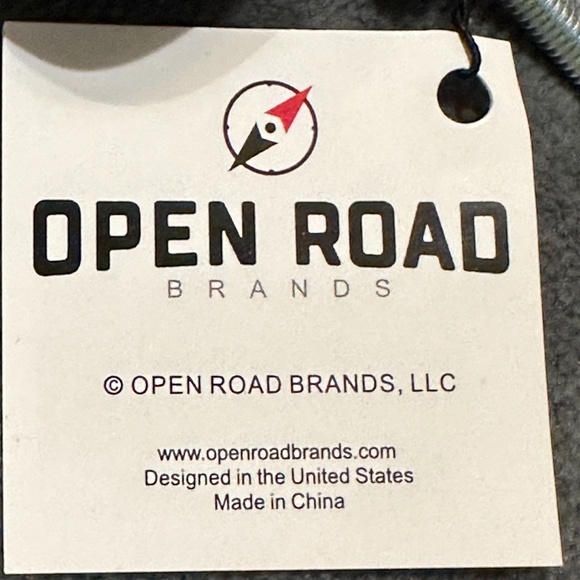 OPEN ROAD
BRANDS
© OPEN ROAD BRANDS, LLC
www.openroadbrands.com
Designed in the United States
Made in China